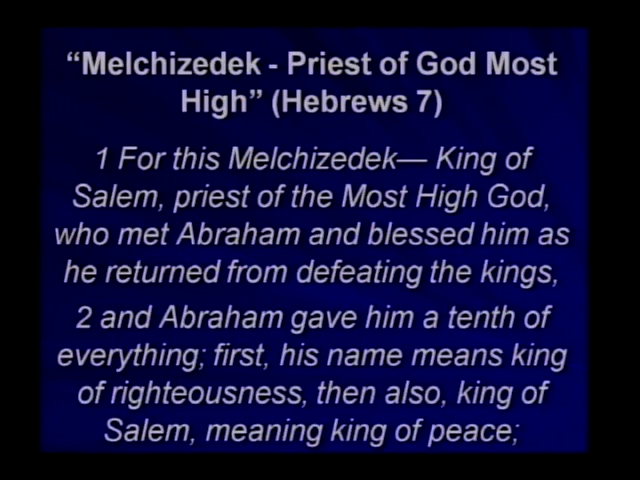 “Melchizedek - Priest of God Most
High” (Hebrews 7)
1 For this Melchizedek— King of
Salem, priest of the Most High God,
who met Abraham and blessed him as
he returned from defeating the kings,
2 and Abraham gave him a tenth of
everything; first, his name means king
of righteousness, then also, king of
Salem, meaning king of peace;